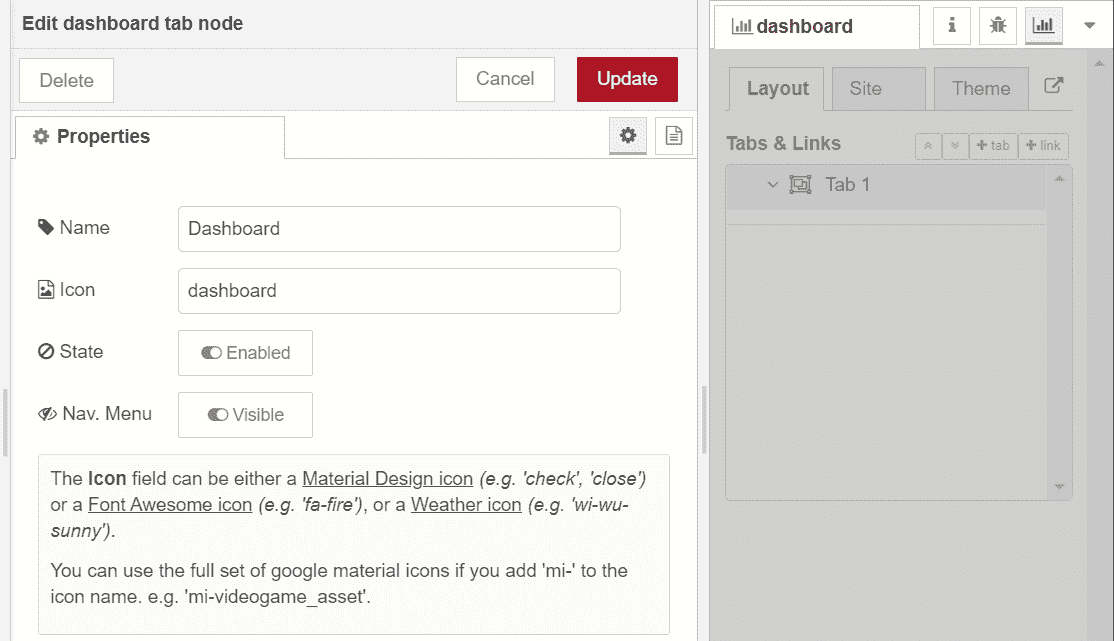 Edit dashboard tab node
Delete
Cancel
Update
Properties
Name
Dashboard
Icon
dashboard
State
Enabled
Nav. Menu
Visible
The Icon field can be either a Material Design icon (e.g. 'check', 'close')
or a Font Awesome icon (e.g. 'fa-fire'), or a Weather icon (e.g. 'wi-wu-
sunny').
You can use the full set of google material icons if you add 'mi-' to the
icon name. e.g. 'mi-videogame_asset'.
dashboard
Layout
Site
Theme
Tabs & Links
tab
link
Tab 1